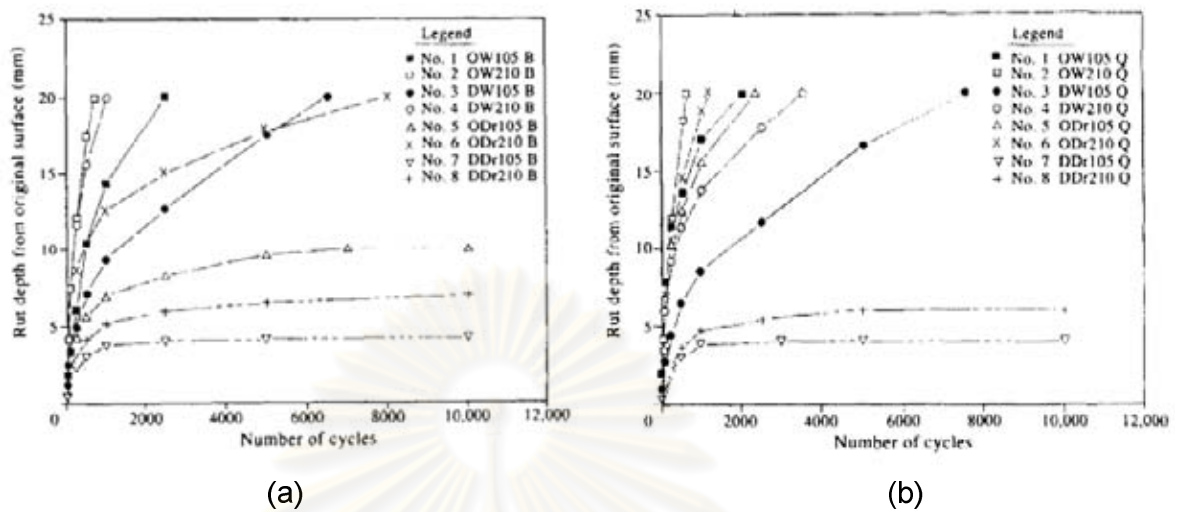 25
20
15
10
5
0
2000
4000
6000
8000
10,000
12,000
Rut depth from original surface (mm)
Number of cycles
Legend
No. 1 OW105 B
No. 2 OW210 B
No. 3 DW105 B
No. 4 DW210 B
No. 5 ODr105 B
No. 6 ODr210 B
No. 7 DDr105 B
No. 8 DDr210 B
(a)
25
20
15
10
5
0
2000
4000
6000
8000
10,000
12,000
Rut depth from original surface (mm)
Number of cycles
Legend
No. 1 OW105 Q
No. 2 OW210 Q
No. 3 DW105 Q
No. 4 DW210 Q
No. 5 ODr105 Q
No. 6 ODr210 Q
No. 7 DDr105 Q
No. 8 DDr210 Q
(b)